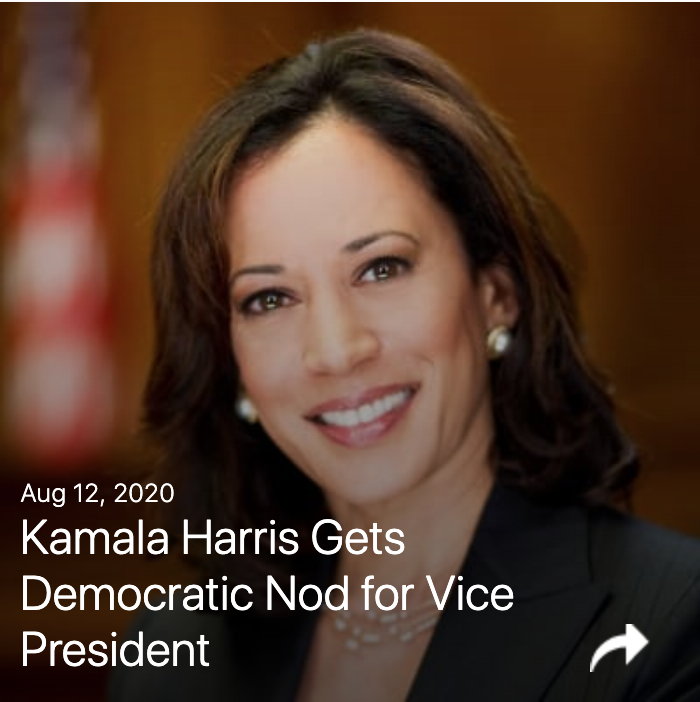 Aug 12, 2020
Kamala Harris Gets
Democratic Nod for Vice
President